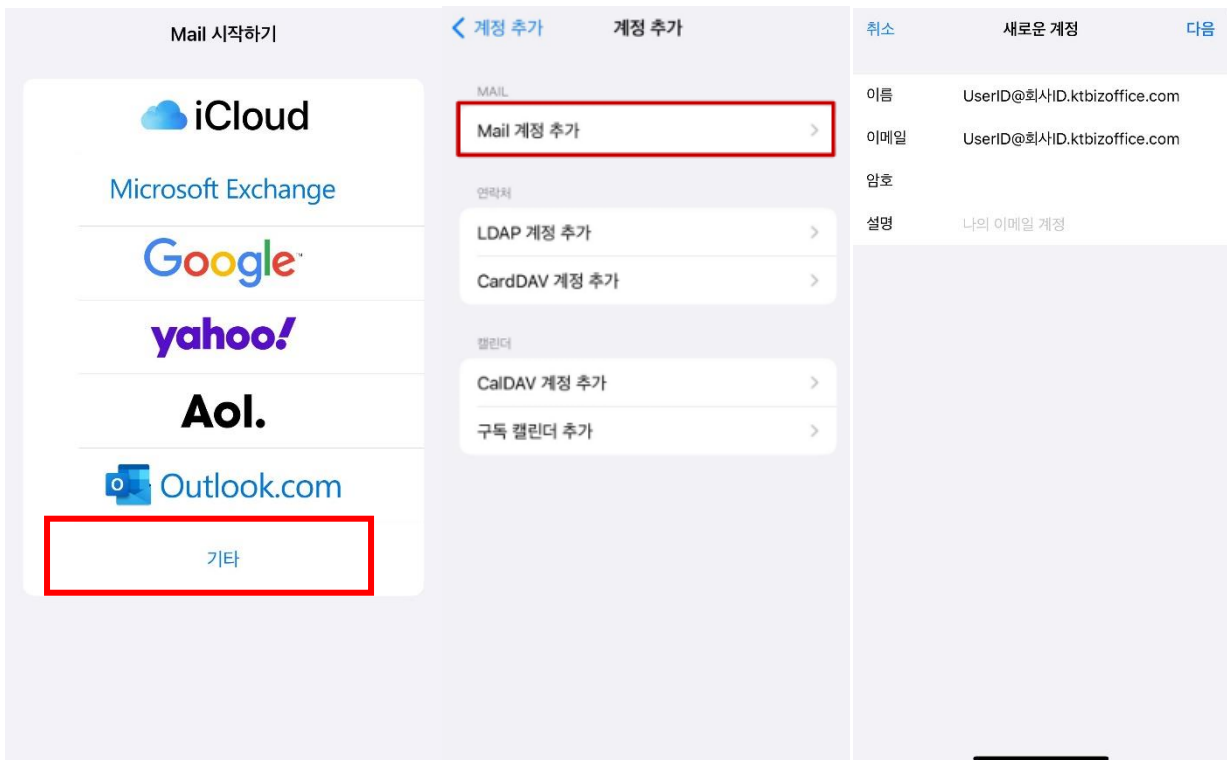 Mail 시작하기
iCloud
Microsoft Exchange
Google
yahoo!
Aol.
Outlook.com
기타
계정 추가
계정 추가
MAIL
Mail 계정 추가
연락처
LDAP 계정 추가
CardDAV 계정 추가
캘린더
CalDAV 계정 추가
구독 캘린더 추가
취소 새로운 계정 다음
이름 UserID@회사ID.ktbizoffice.com
이메일 UserID@회사ID.ktbizoffice.com
암호
설명 나의 이메일 계정